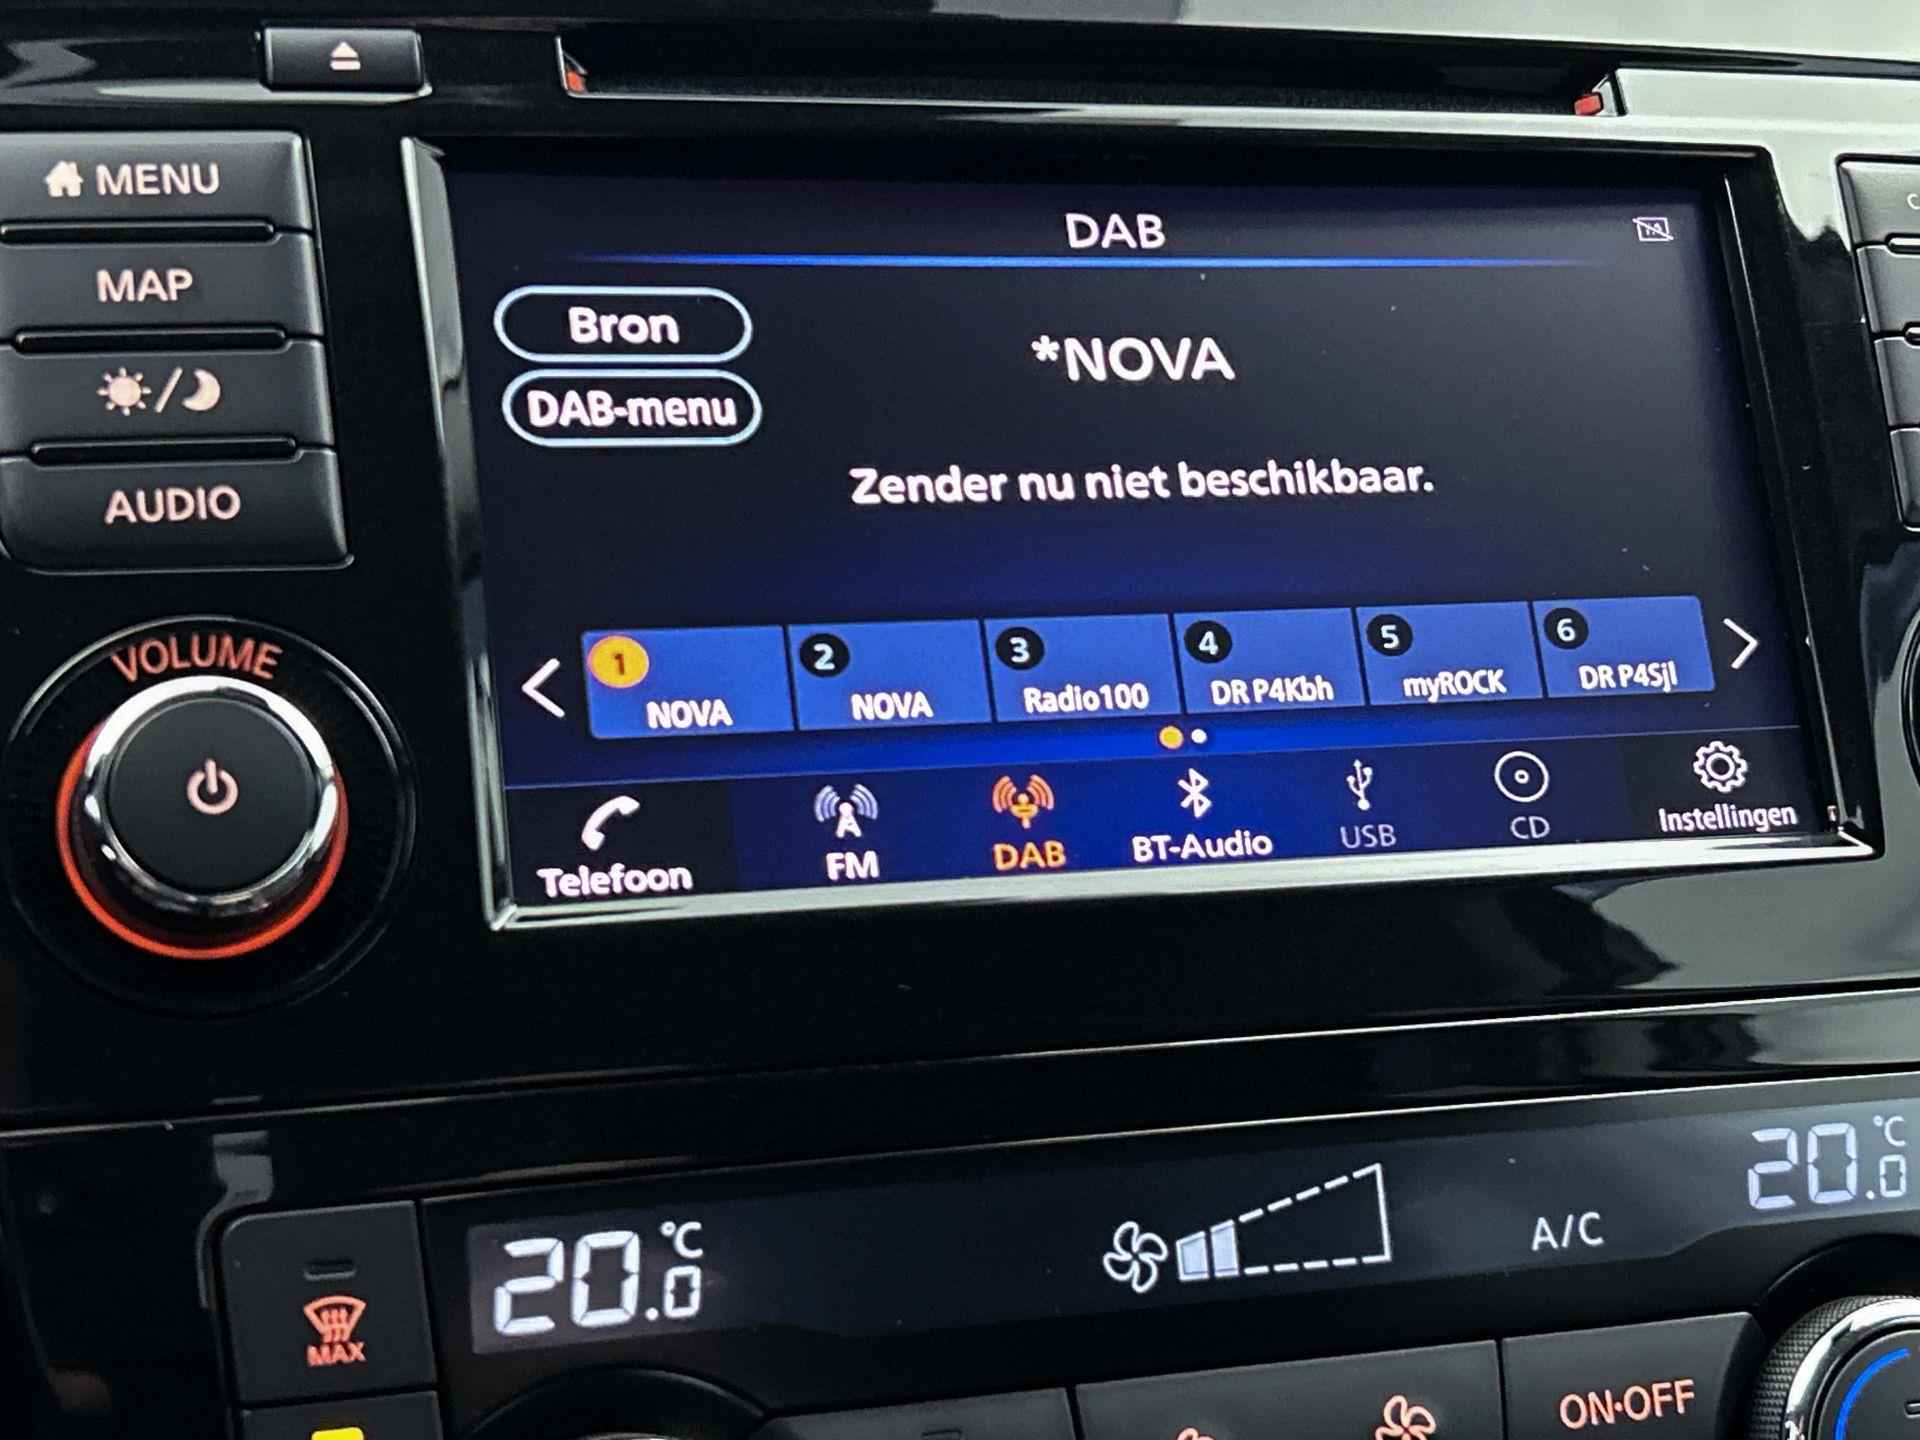 MENU
MAP
AUDIO
VOLUME
DAB
TA
Bron
*NOVA
DAB-menu
Zender nu niet beschikbaar.
1 2 3 4 5 6
NOVA NOVA Radio100 DR P4Kbh myROCK DR P4Sjl
Telefoon FM DAB BT-Audio USB CD Instellingen
20.0 °C A/C 20.0 °C
MAX
ON·OFF